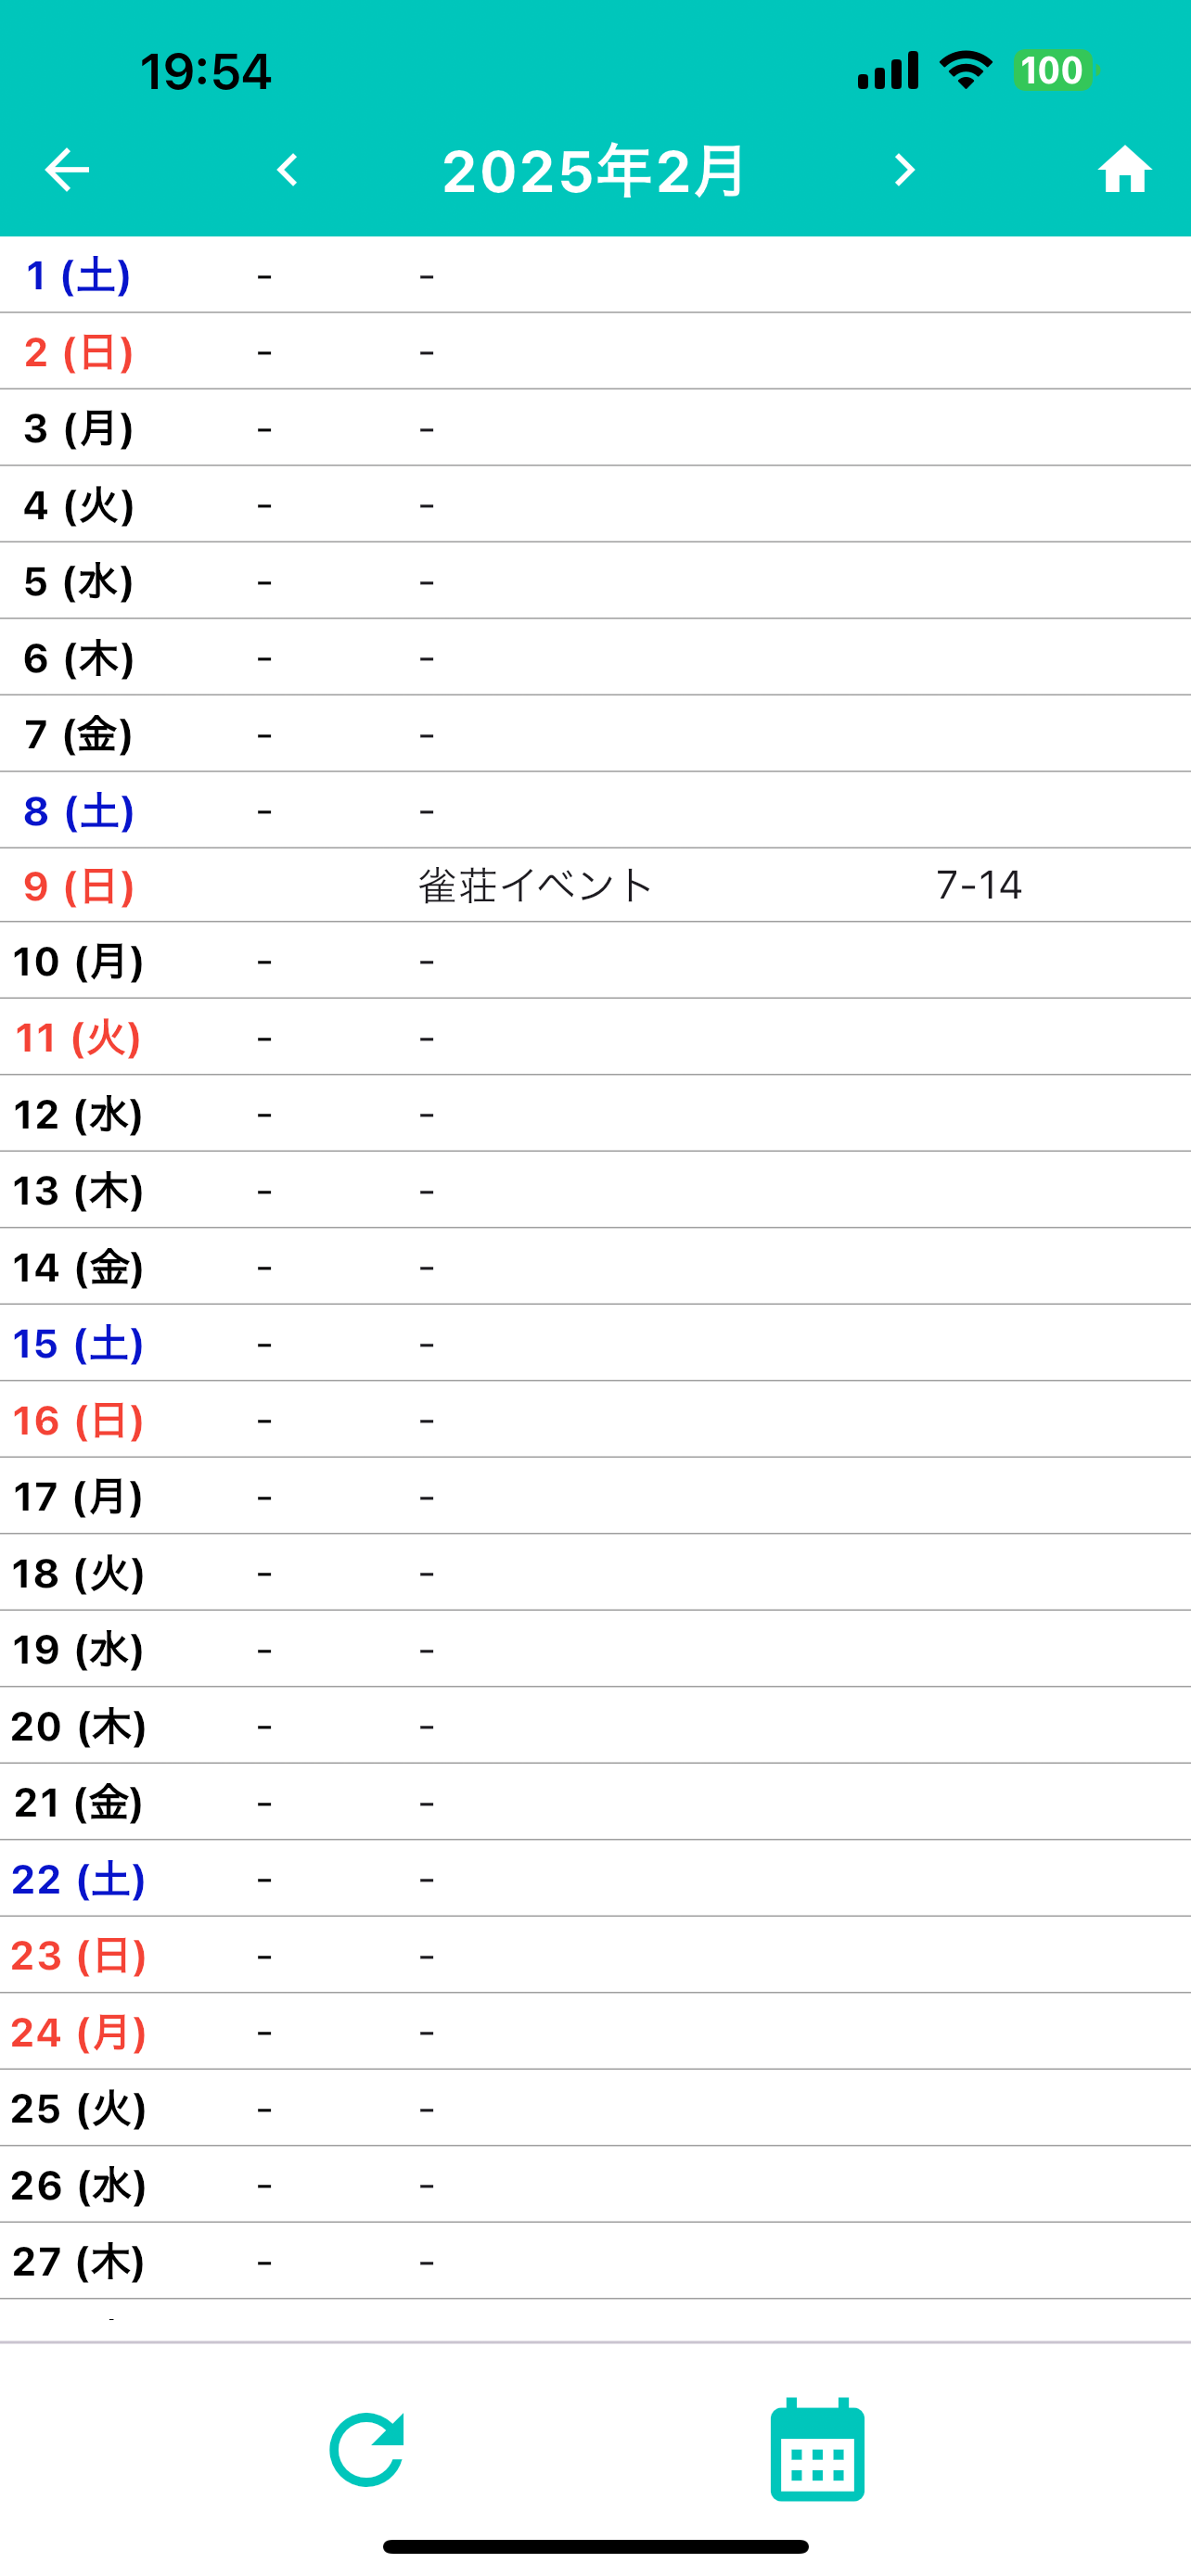 19:54 100
2025年2月
1 (土) - -
2 (日) - -
3 (月) - -
4 (火) - -
5 (水) - -
6 (木) - -
7 (金) - -
8 (土) - -
9 (日) 雀荘イベント 7-14
10 (月) - -
11 (火) - -
12 (水) - -
13 (木) - -
14 (金) - -
15 (土) - -
16 (日) - -
17 (月) - -
18 (火) - -
19 (水) - -
20 (木) - -
21 (金) - -
22 (土) - -
23 (日) - -
24 (月) - -
25 (火) - -
26 (水) - -
27 (木) - -